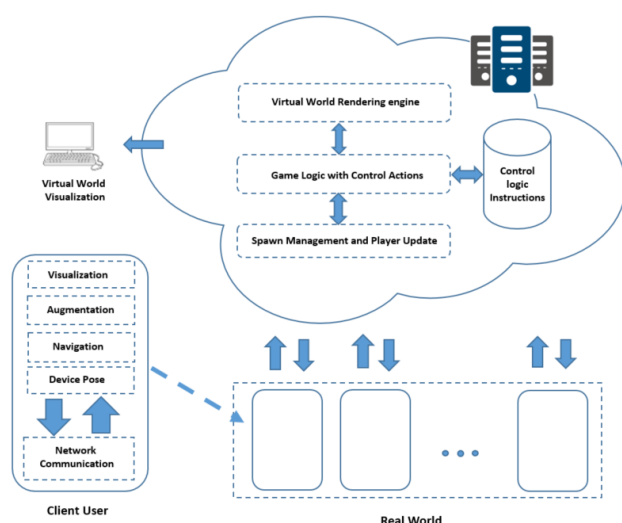 Virtual World Rendering engine
Game Logic with Control Actions
Spawn Management and Player Update
Control
logic
Instructions
Virtual World
Visualization
Visualization
Augmentation
Navigation
Device Pose
Network
Communication
Client User
Real World